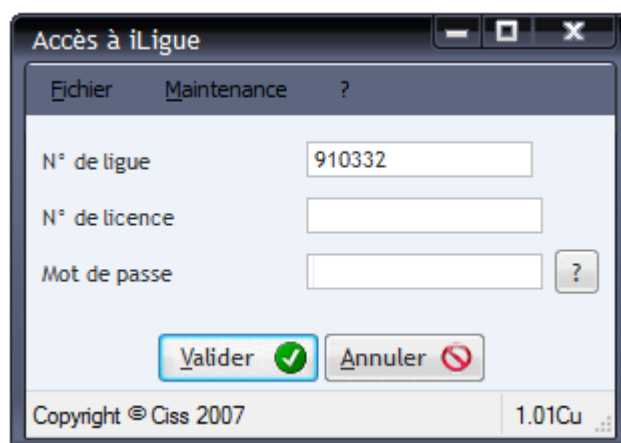 Accès à iLigue
Fichier Maintenance ?
N° de ligue 910332
N° de licence
Mot de passe ?
Valider Annuler
Copyright © Ciss 2007 1.01Cu